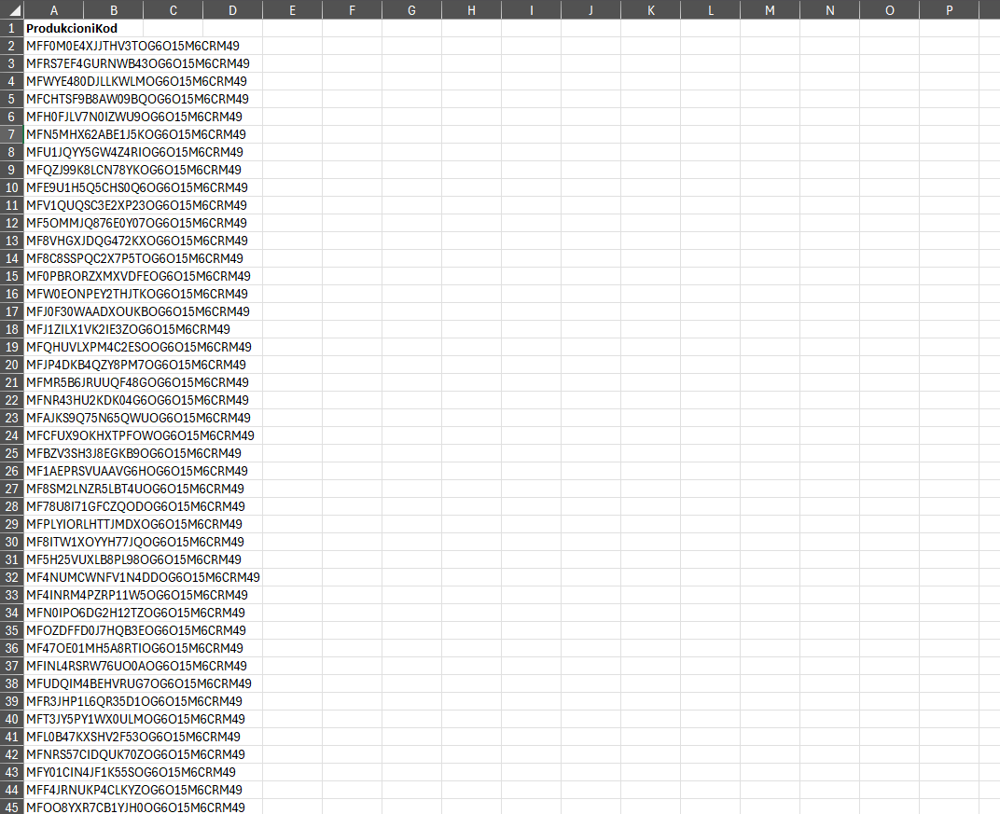 A B C D E F G H I J K L M N O P
1 ProdukcioniKod
2 MFF0M0E4XJJTHV3TOG6O15M6CRM49
3 MFRS7EF4GURNWB43OG6O15M6CRM49
4 MFWYE480DJLLKWLMOG6O15M6CRM49
5 MFCHTSF9B8AW09BQOG6O15M6CRM49
6 MFH0FJLV7N0IZWU9OG6O15M6CRM49
7 MFN5MHX62ABE1J5KOG6O15M6CRM49
8 MFU1JQYY5GW4Z4RIOG6O15M6CRM49
9 MFQZJ99K8LCN78YKOG6O15M6CRM49
10 MFE9U1H5Q5CHS0Q6OG6O15M6CRM49
11 MFV1QUQSC3E2XP23OG6O15M6CRM49
12 MF5OMMJQ876E0Y07OG6O15M6CRM49
13 MF8VHGXJDQG472KXOG6O15M6CRM49
14 MF8C8SSPQC2X7P5TOG6O15M6CRM49
15 MF0PBRORZXMXVDFEOG6O15M6CRM49
16 MFW0EONPEY2THJTKOG6O15M6CRM49
17 MFJ0F30WAADXOUKBOG6O15M6CRM49
18 MFJ1ZILX1VK2IE3ZOG6O15M6CRM49
19 MFQHUVLXPM4C2ESOOG6O15M6CRM49
20 MFJP4DKB4QZY8PM7OG6O15M6CRM49
21 MFMR5B6JRUUQF48GOG6O15M6CRM49
22 MFNR43HU2KDK04G6OG6O15M6CRM49
23 MFAJKS9Q75N65QWUOG6O15M6CRM49
24 MFCFUX9OKHXTPFOWOG6O15M6CRM49
25 MFBZV3SH3J8EGKB9OG6O15M6CRM49
26 MF1AEPRSVUAAVG6HOG6O15M6CRM49
27 MF8SM2LNZR5LBT4UOG6O15M6CRM49
28 MF78U8I71GFCZQODOG6O15M6CRM49
29 MFPLYIORLHTTJMDXOG6O15M6CRM49
30 MF8ITW1XOYYH77JQOG6O15M6CRM49
31 MF5H25VUXLB8PL98OG6O15M6CRM49
32 MF4NUMCWNFV1N4DDOG6O15M6CRM49
33 MF4INRM4PZRP11W5OG6O15M6CRM49
34 MFN0IPO6DG2H12TZOG6O15M6CRM49
35 MFOZDFFD0J7HQB3EOG6O15M6CRM49
36 MF47OE01MH5A8RTIOG6O15M6CRM49
37 MFINL4RSRW76UO0AOG6O15M6CRM49
38 MFUDQIM4BEHVRUG7OG6O15M6CRM49
39 MFR3JHP1L6QR35D1OG6O15M6CRM49
40 MFT3JY5PY1WX0ULMOG6O15M6CRM49
41 MFL0B47KXSHV2F53OG6O15M6CRM49
42 MFNRS57CIDQUK70ZOG6O15M6CRM49
43 MFY01CIN4JF1K55SOG6O15M6CRM49
44 MFF4JRNUKP4CLKYZOG6O15M6CRM49
45 MFOO8YXR7CB1YJH0OG6O15M6CRM49